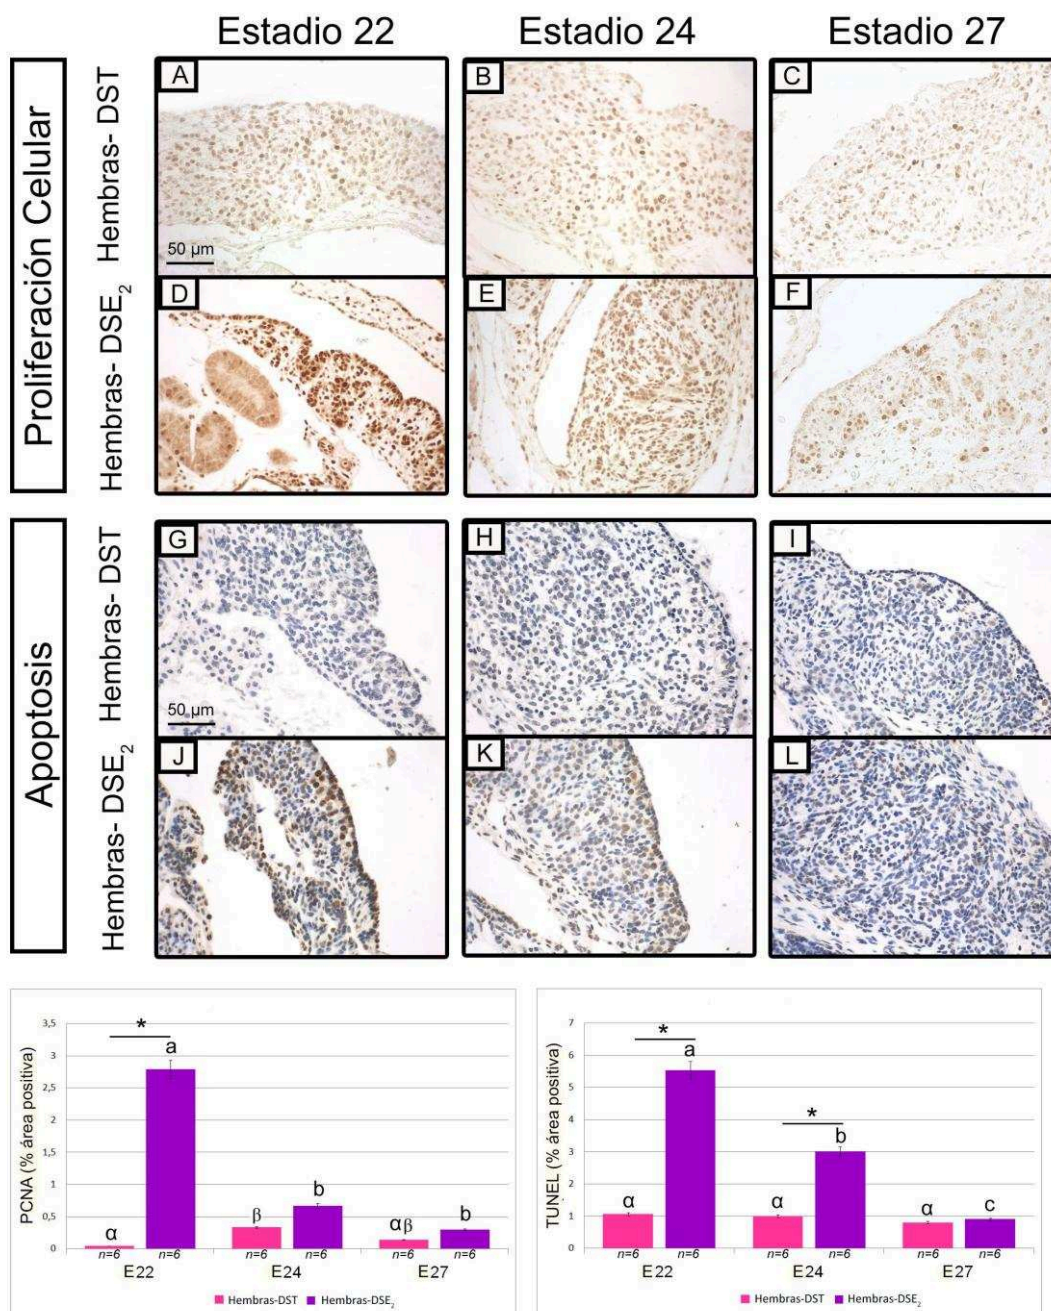 Estadio 22 Estadio 24 Estadio 27
Proliferación Celular
Hembras- DST
A B C
50 µm
Hembras- DSE₂
D E F
Apoptosis
Hembras- DST
G H I
50 µm
Hembras- DSE₂
J K L
PCNA (% área positiva)
3,5
3
2,5
2
1,5
1
0,5
0
* a
α β b αβ b
n=6 n=6 n=6 n=6 n=6 n=6
E22 E24 E27
Hembras-DST Hembras-DSE₂
TUNEL (% área positiva)
7
6
5
4
3
2
1
0
* a
* b
α α α c
n=6 n=6 n=6 n=6 n=6 n=6
E22 E24 E27
Hembras-DST Hembras-DSE₂